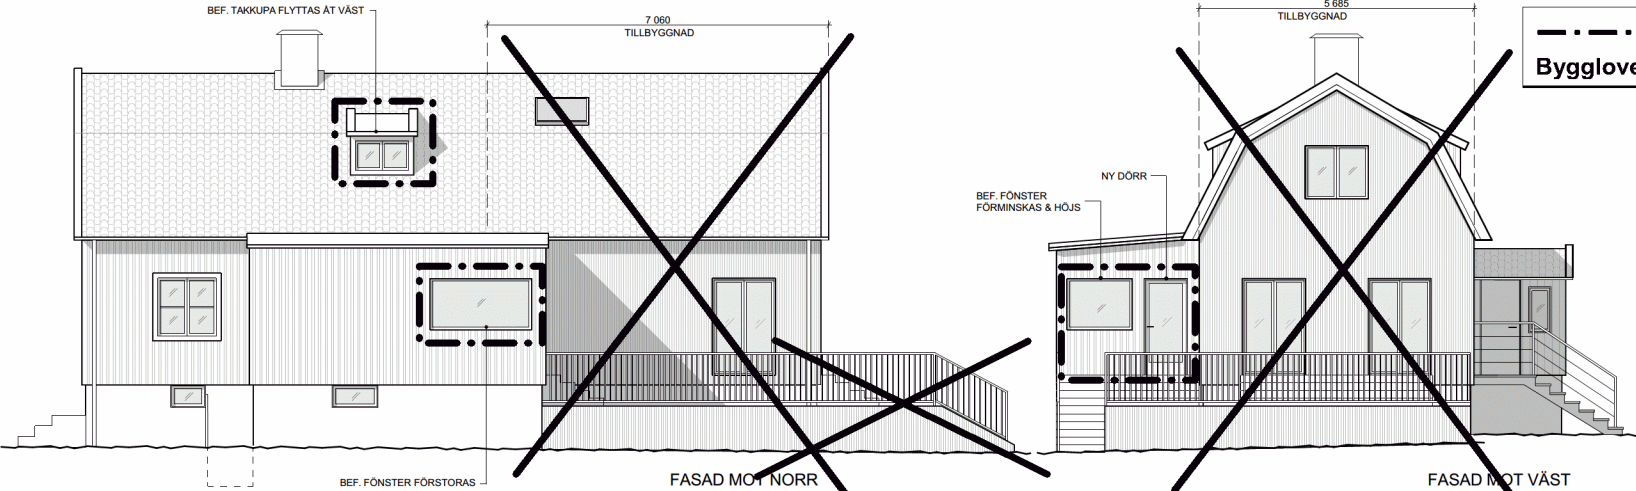 BEF. TAKKUPA FLYTTAS ÅT VÄST
7 060
TILLBYGGNAD
5 685
TILLBYGGNAD
Bygglove
NY DÖRR
BEF. FÖNSTER
FÖRMINSKAS & HÖJS
BEF. FÖNSTER FÖRSTORAS
FASAD MOT NORR
FASAD MOT VÄST